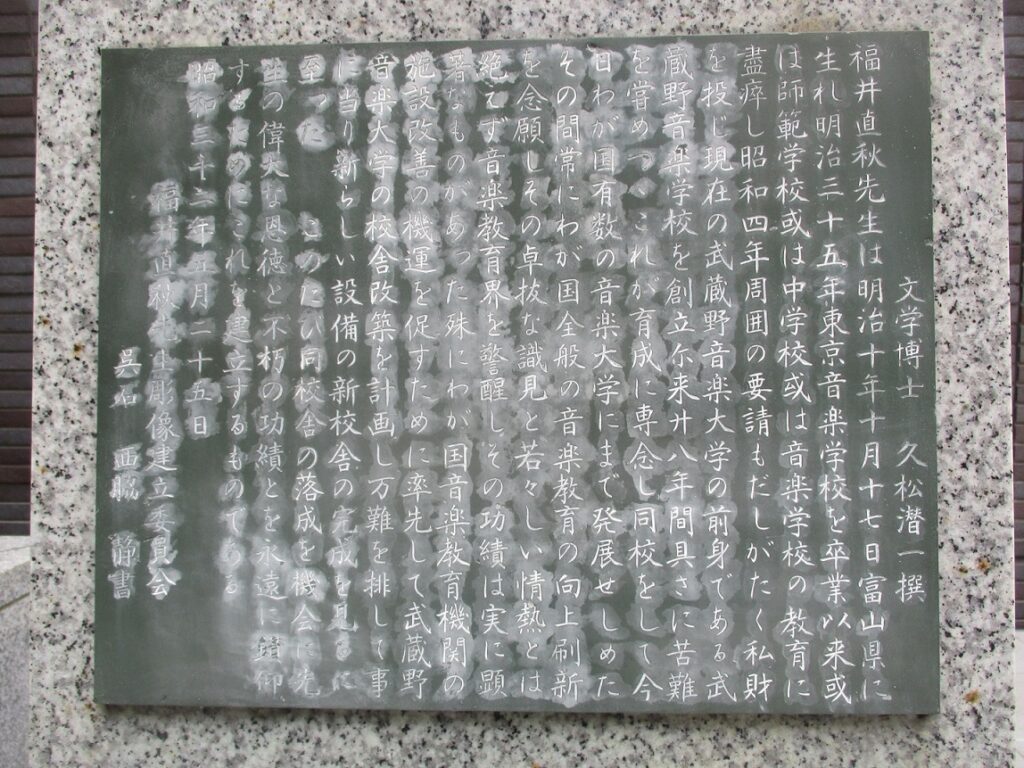 文学博士 久松潜一撰
福井直秋先生は明治十年十月十七日富山県に
生れ明治三十五年東京音楽学校を卒業以来或
は師範学校或は中学校或は音楽学校の教育に
盡瘁し昭和四年周囲の要請もだしがたく私財
を投じ現在の武蔵野音楽大学の前身である武
蔵野音楽学校を創立尓来廾八年間具さに苦難
を嘗めつゝこれが育成に専念し同校をして今
日わが国有数の音楽大学にまで発展せしめた
その間常にわが国全般の音楽教育の向上刷新
を念願しその卓抜な識見と若々しい情熱とは
絶えず音楽教育界を警醒しその功績は実に顕
著なものがあった殊にわが国音楽教育機関の
施設改善の機運を促すために率先して武蔵野
音楽大学の校舎改築を計画し万難を排して事
に当り新らしい設備の新校舎の完成を見るに
至った このたび同校舎の落成を機会に先
生の偉大な恩徳と不朽の功績とを永遠に鑚仰
するためにこれを建立するものである
昭和三十二年五月二十五日
福井直秋先生彫像建立委員会
呉石 西脇 静書